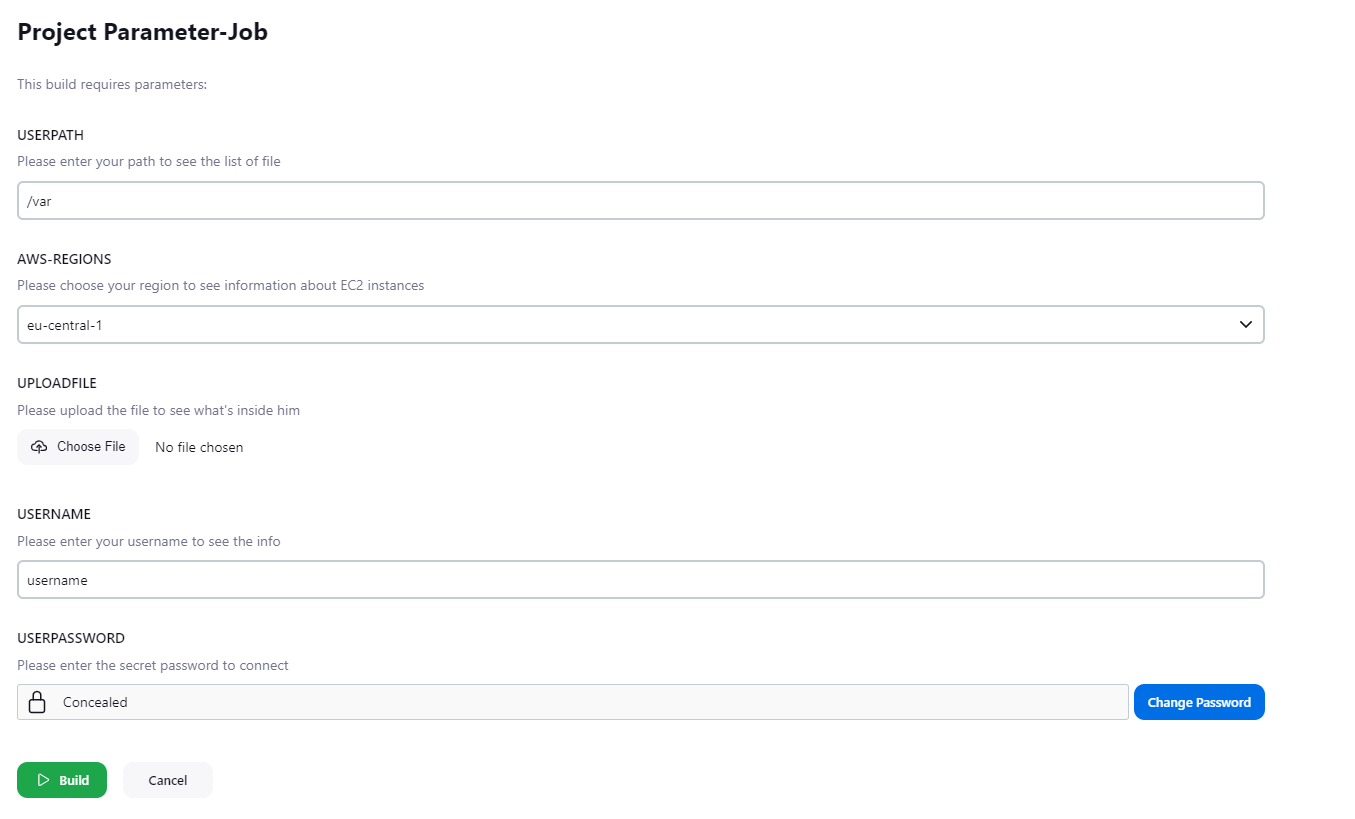 Project Parameter-Job
This build requires parameters:
USERPATH
Please enter your path to see the list of file
/var
AWS-REGIONS
Please choose your region to see information about EC2 instances
eu-central-1
UPLOADFILE
Please upload the file to see what's inside him
Choose File No file chosen
USERNAME
Please enter your username to see the info
username
USERPASSWORD
Please enter the secret password to connect
Concealed Change Password
Build Cancel